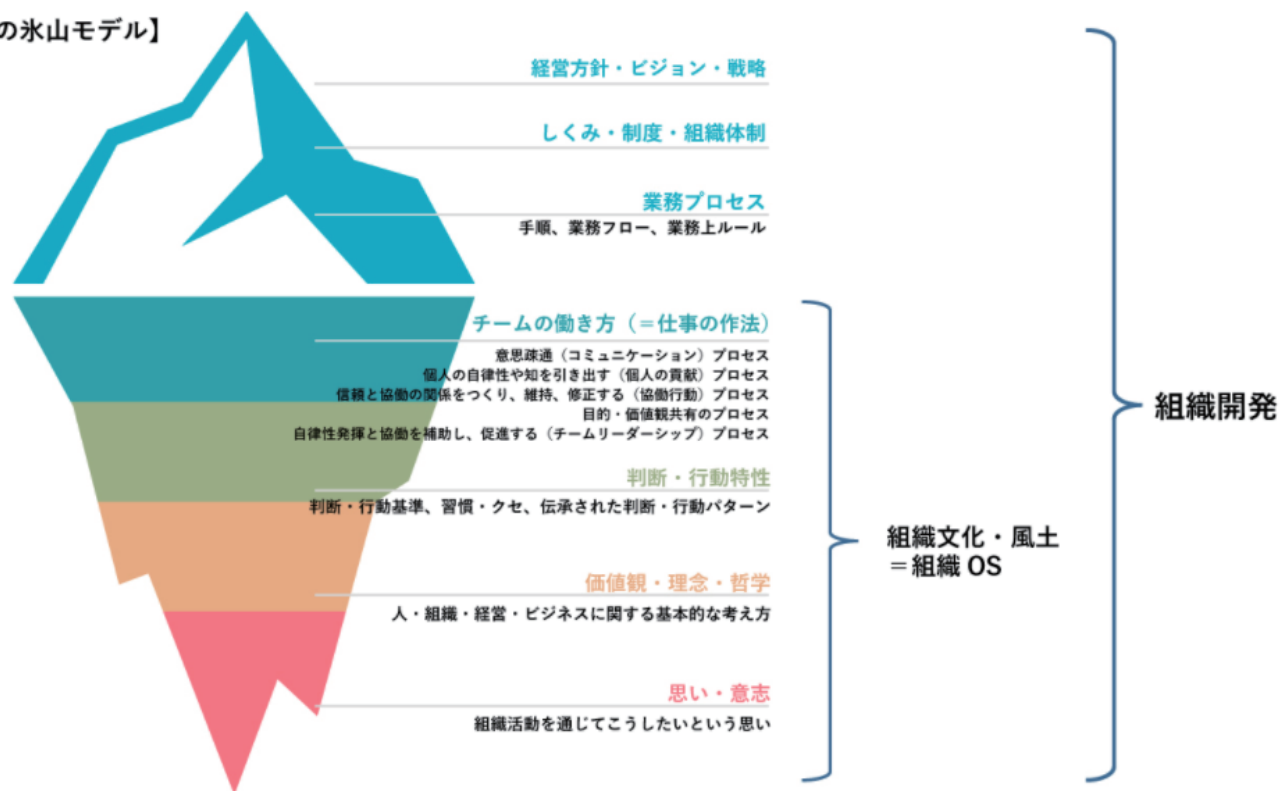 の氷山モデル】
経営方針・ビジョン・戦略
しくみ・制度・組織体制
業務プロセス
手順、業務フロー、業務上ルール
チームの働き方（＝仕事の作法）
意思疎通（コミュニケーション）プロセス
個人の自律性や知を引き出す（個人の貢献）プロセス
信頼と協働の関係をつくり、維持、修正する（協働行動）プロセス
目的・価値観共有のプロセス
自律性発揮と協働を補助し、促進する（チームリーダーシップ）プロセス
判断・行動特性
判断・行動基準、習慣・クセ、伝承された判断・行動パターン
価値観・理念・哲学
人・組織・経営・ビジネスに関する基本的な考え方
思い・意志
組織活動を通じてこうしたいという思い
組織文化・風土
＝組織 OS
組織開発